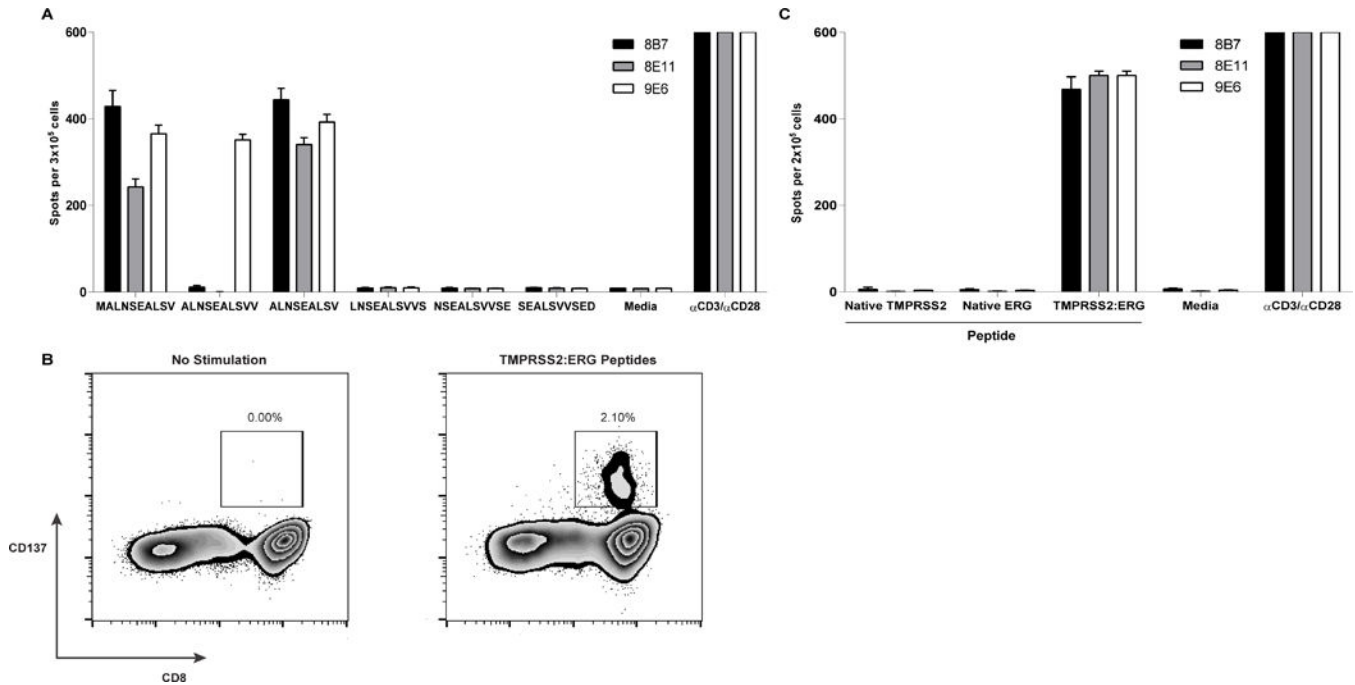 A
600
400
200
0
Spots per 3x10⁵ cells
8B7
8E11
9E6
MALNSEALSV ALNSEALSVV ALNSEALSV LNSEALSVVS NSEALSVVSE SEALSVVSED Media αCD3/αCD28
C
600
400
200
0
Spots per 2x10⁵ cells
8B7
8E11
9E6
Native TMPRSS2 Native ERG TMPRSS2:ERG Media αCD3/αCD28
Peptide
B
No Stimulation
0.00%
TMPRSS2:ERG Peptides
2.10%
CD137
CD8